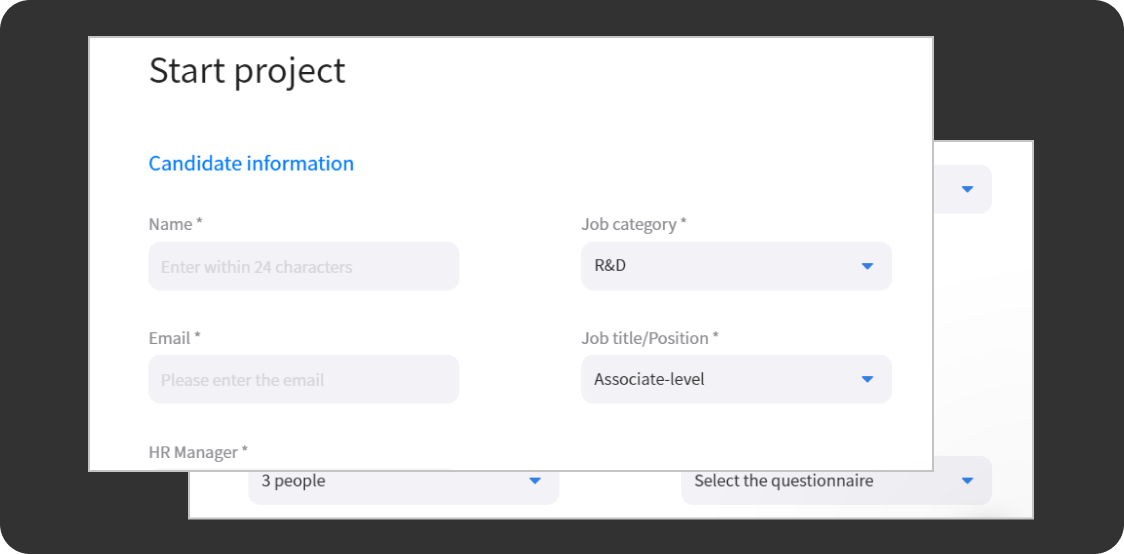 Start project
Candidate information
Name *
Job category *
Enter within 24 characters
R&D
Email *
Job title/Position *
Please enter the email
Associate-level
HR Manager *
3 people
Select the questionnaire